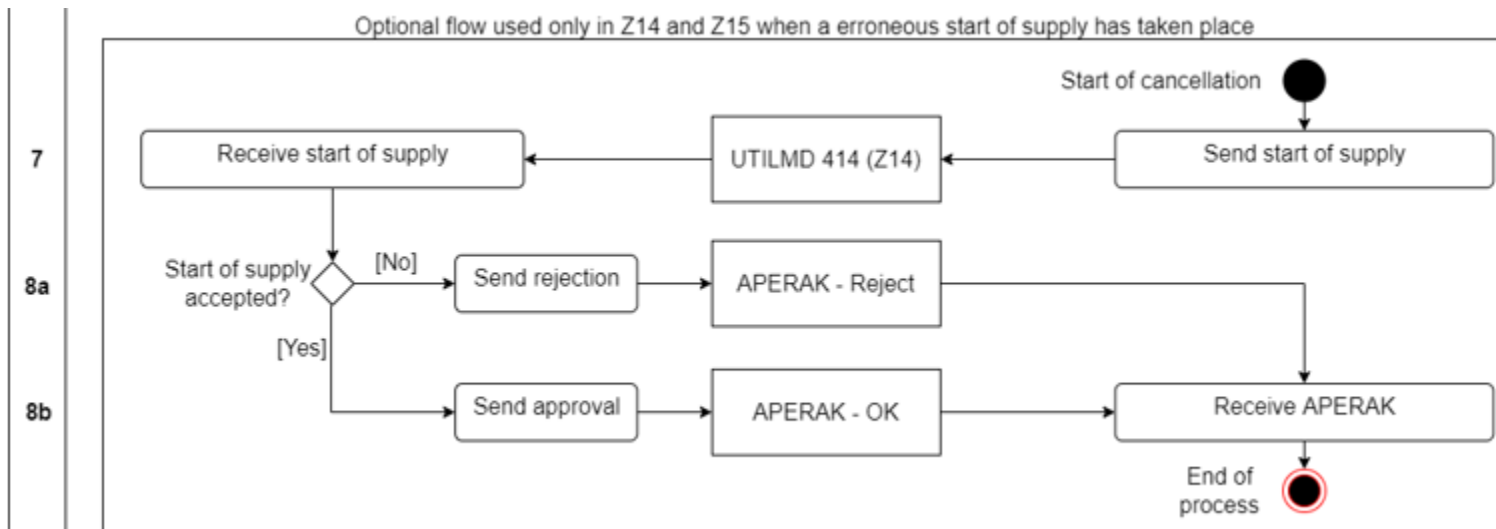 Optional flow used only in Z14 and Z15 when a erroneous start of supply has taken place
Start of cancellation
7
Receive start of supply
UTILMD 414 (Z14)
Send start of supply
8a
Start of supply
accepted?
[No]
Send rejection
APERAK - Reject
[Yes]
8b
Send approval
APERAK - OK
Receive APERAK
End of
process